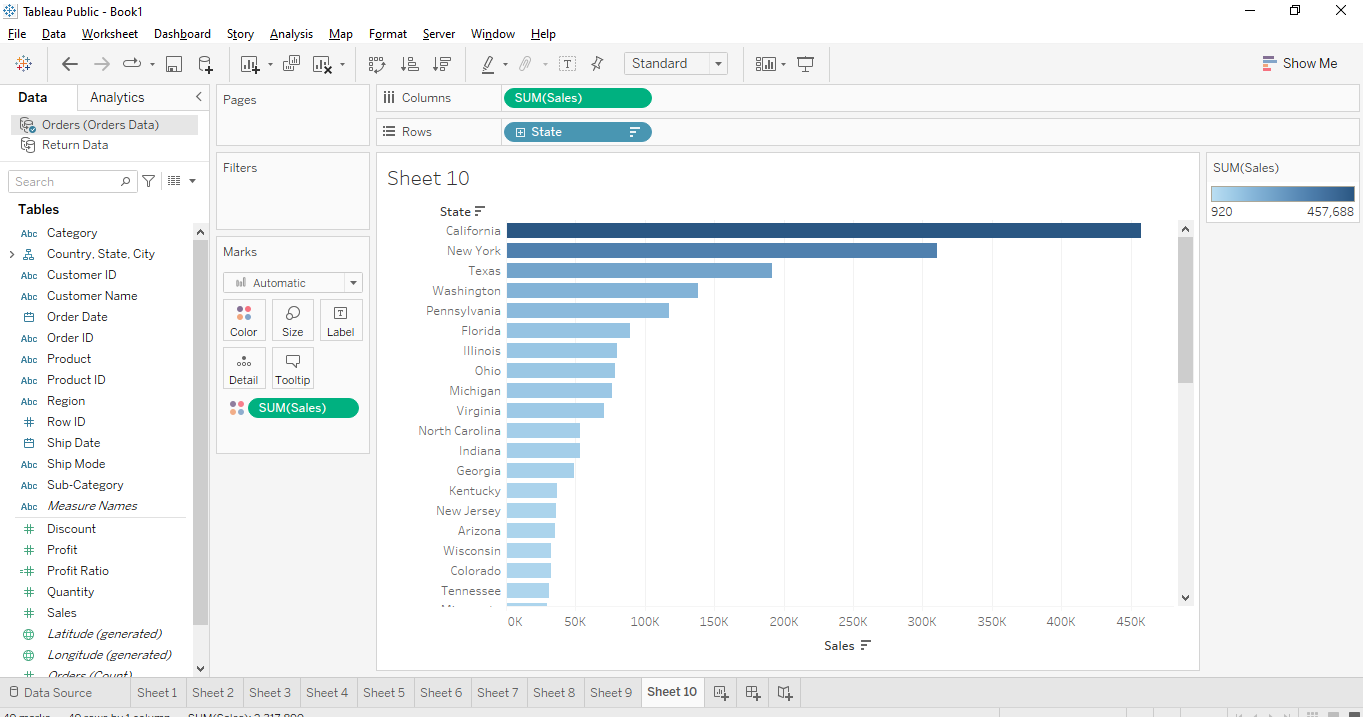 Tableau Public - Book1
File Data Worksheet Dashboard Story Analysis Map Format Server Window Help
Standard
Show Me
Data Analytics
Orders (Orders Data)
Return Data
Search
Tables
Abc Category
Country, State, City
Abc Customer ID
Abc Customer Name
Order Date
Abc Order ID
Abc Product
Abc Product ID
Abc Region
# Row ID
Ship Date
Abc Ship Mode
Abc Sub-Category
Abc Measure Names
# Discount
# Profit
=# Profit Ratio
# Quantity
# Sales
Latitude (generated)
Longitude (generated)
# Orders (Count)
Pages
Filters
Marks
Automatic
Color Size Label
Detail Tooltip
SUM(Sales)
Columns SUM(Sales)
Rows State
Sheet 10
State
California
New York
Texas
Washington
Pennsylvania
Florida
Illinois
Ohio
Michigan
Virginia
North Carolina
Indiana
Georgia
Kentucky
New Jersey
Arizona
Wisconsin
Colorado
Tennessee
0K 50K 100K 150K 200K 250K 300K 350K 400K 450K
Sales
SUM(Sales)
920 457,688
Data Source Sheet 1 Sheet 2 Sheet 3 Sheet 4 Sheet 5 Sheet 6 Sheet 7 Sheet 8 Sheet 9 Sheet 10